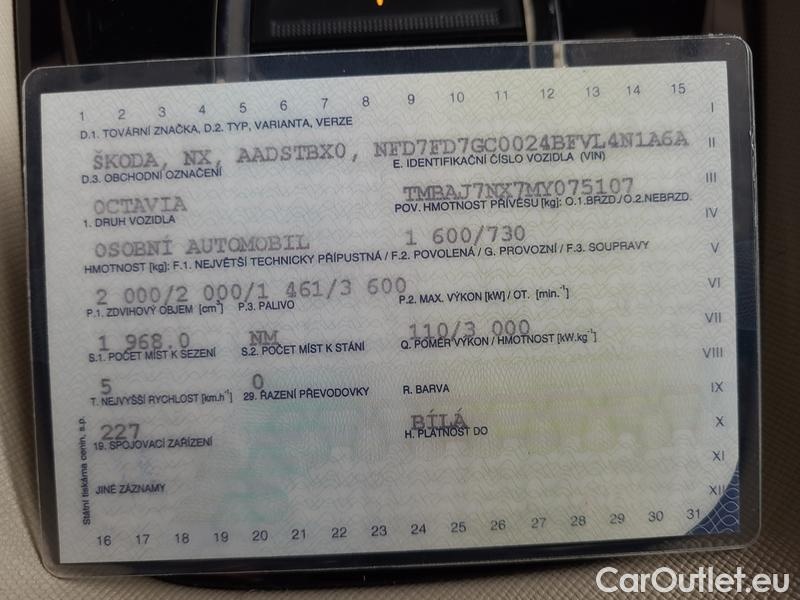 1 2 3 4 5 6 7 8 9 10 11 12 13 14 15
I
D.1. TOVÁRNÍ ZNAČKA, D.2. TYP, VARIANTA, VERZE
ŠKODA, NX, AADSTBX0, NFD7FD7GC0024BFVL4N1A6A II
D.3. OBCHODNÍ OZNAČENÍ E. IDENTIFIKAČNÍ ČÍSLO VOZIDLA (VIN)
OCTAVIA TMBAJ7NX7MY075107 III
1. DRUH VOZIDLA POV. HMOTNOST PŘÍVĚSU [kg]: O.1.BRZD./O.2.NEBRZD.
IV
OSOBNÍ AUTOMOBIL 1 600/730
V
HMOTNOST [kg]: F.1. NEJVĚTŠÍ TECHNICKY PŘÍPUSTNÁ / F.2. POVOLENÁ / G. PROVOZNÍ / F.3. SOUPRAVY
2 000/2 000/1 461/3 600 VI
P.1. ZDVIHOVÝ OBJEM [cm³] P.3. PALIVO P.2. MAX. VÝKON [kW] / OT. [min.⁻¹]
1 968.0 NM 110/3 000 VII
S.1. POČET MÍST K SEZENÍ S.2. POČET MÍST K STÁNÍ Q. POMĚR VÝKON / HMOTNOST [kW.kg⁻¹]
VIII
5 0
T. NEJVYŠŠÍ RYCHLOST [km.h⁻¹] 29. ŘAZENÍ PŘEVODOVKY R. BARVA IX
227 BÍLÁ X
19. SPOJOVACÍ ZAŘÍZENÍ H. PLATNOST DO
XI
JINÉ ZÁZNAMY XII
Státní tiskárna cenin, s.p.
16 17 18 19 20 21 22 23 24 25 26 27 28 29 30 31
CarOutlet.eu